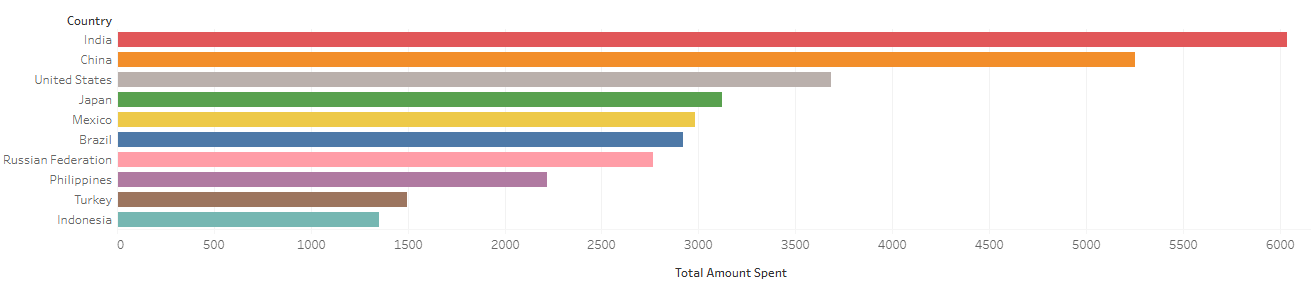 Country
India
China
United States
Japan
Mexico
Brazil
Russian Federation
Philippines
Turkey
Indonesia
0 500 1000 1500 2000 2500 3000 3500 4000 4500 5000 5500 6000
Total Amount Spent